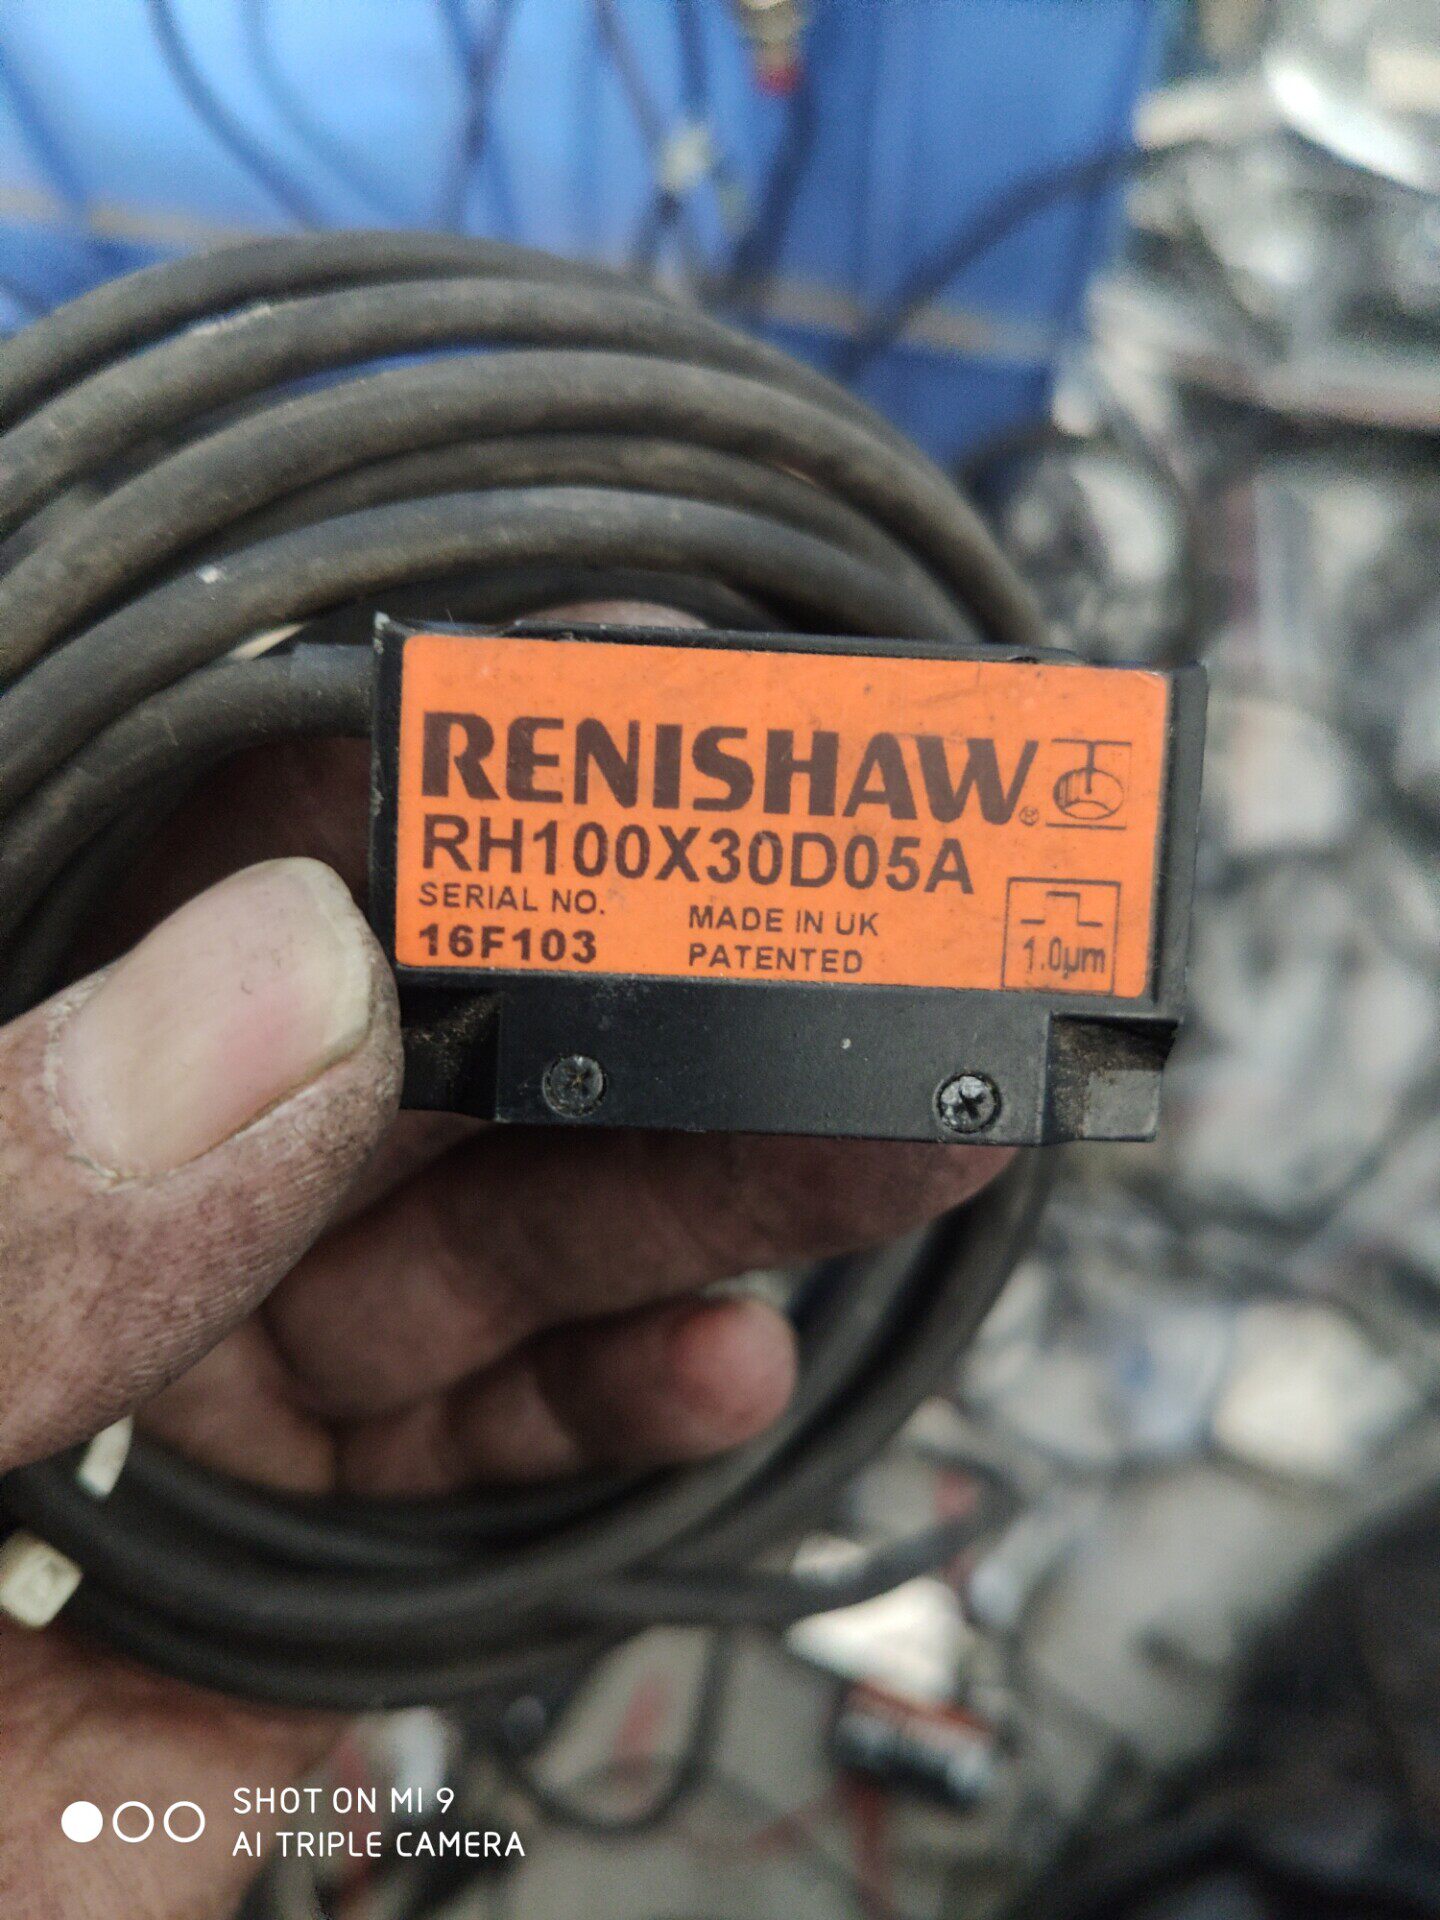 RENISHAW®
RH100X30D05A
SERIAL NO.
16F103
MADE IN UK
PATENTED
1.0µm
SHOT ON MI 9
AI TRIPLE CAMERA